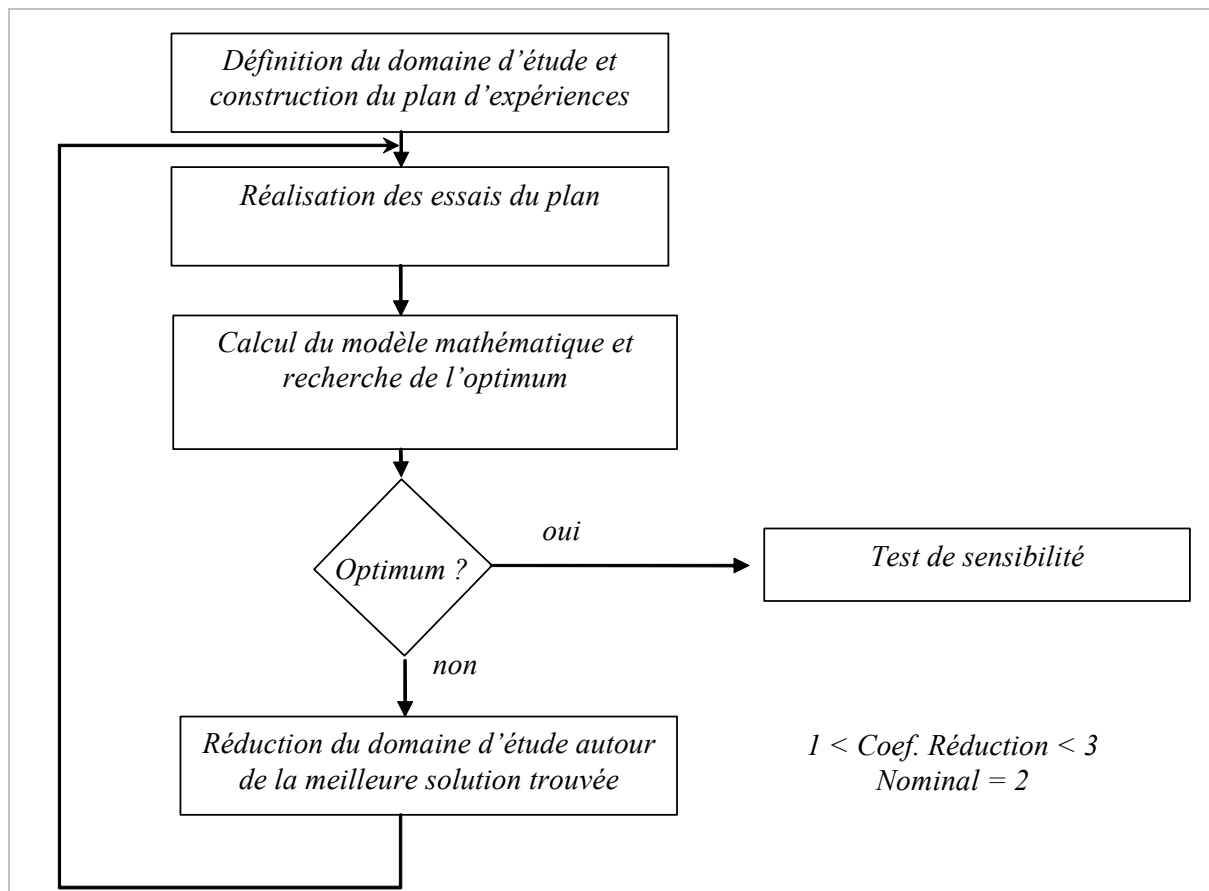 Définition du domaine d’étude et
construction du plan d’expériences
Réalisation des essais du plan
Calcul du modèle mathématique et
recherche de l’optimum
oui
Optimum ?
Test de sensibilité
non
Réduction du domaine d’étude autour
de la meilleure solution trouvée
1 < Coef. Réduction < 3
Nominal = 2